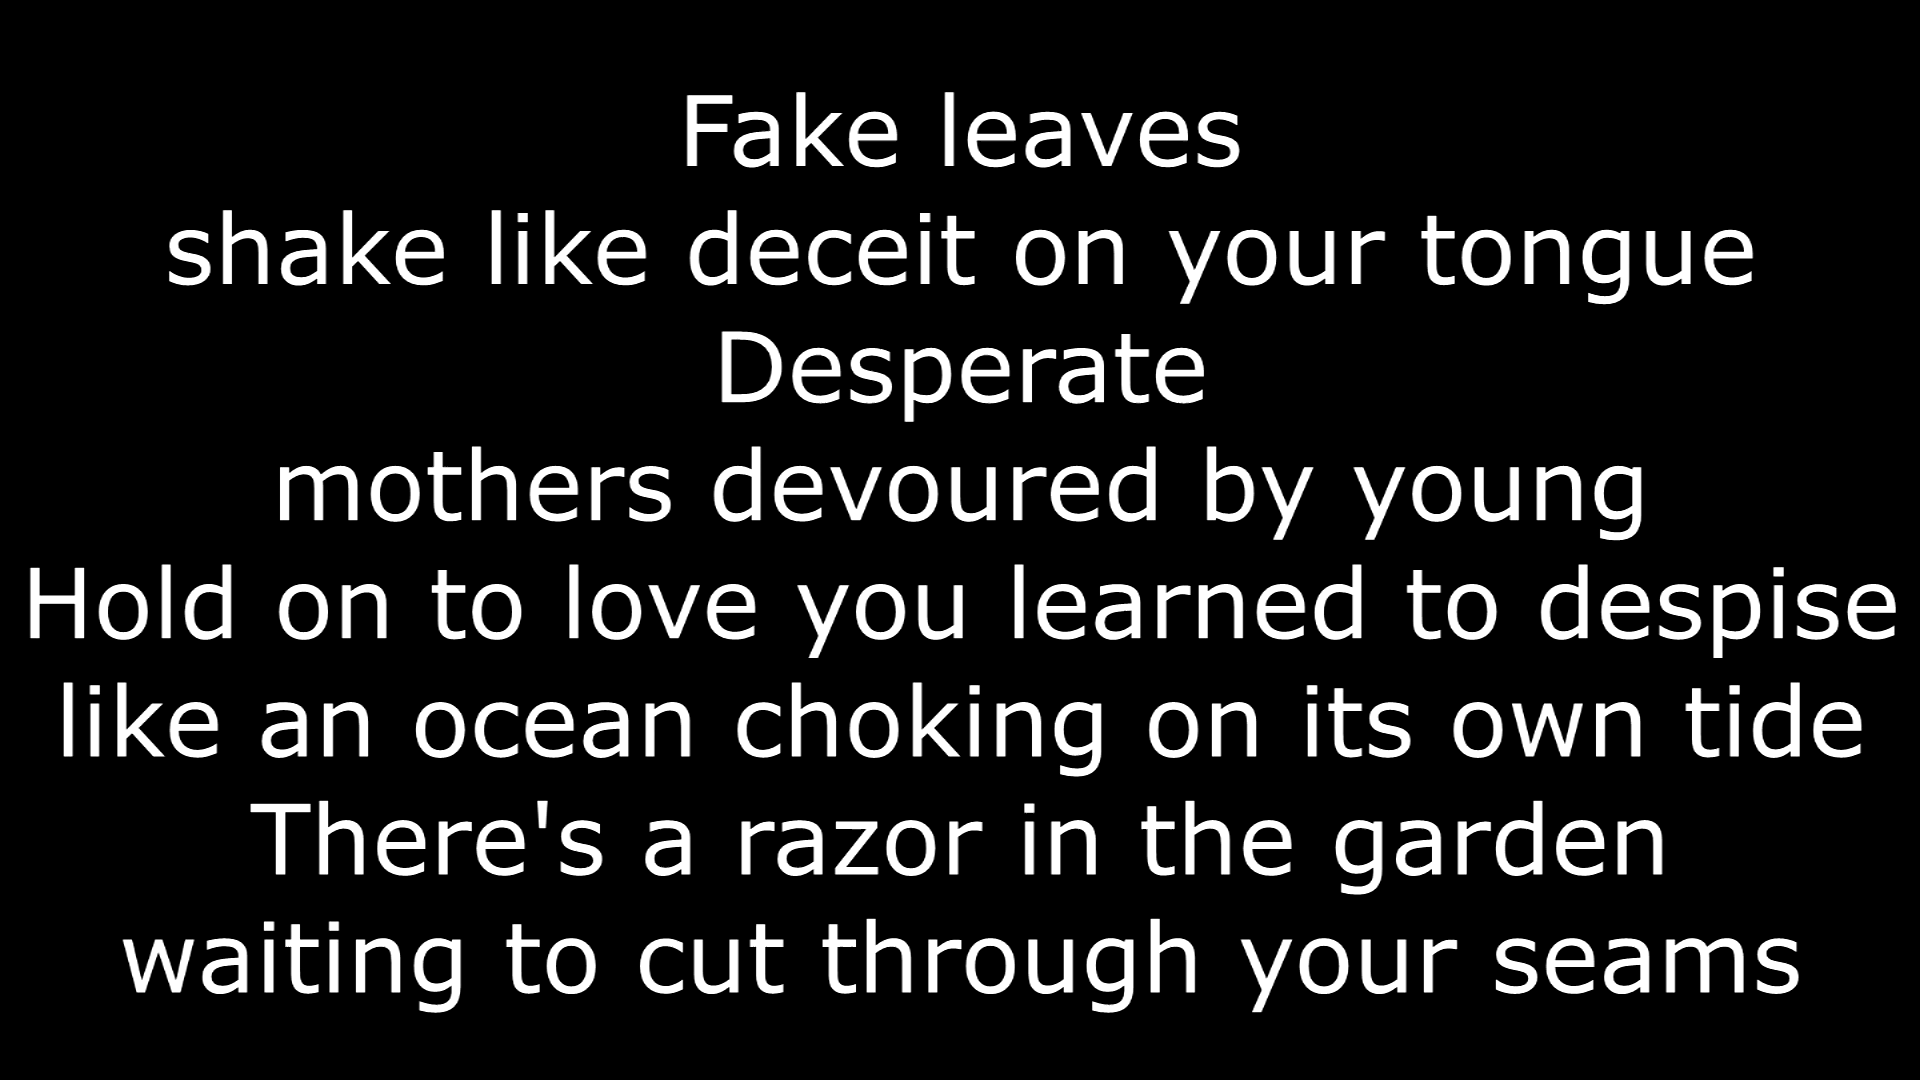 Fake leaves
shake like deceit on your tongue
Desperate
mothers devoured by young
Hold on to love you learned to despise
like an ocean choking on its own tide
There's a razor in the garden
waiting to cut through your seams